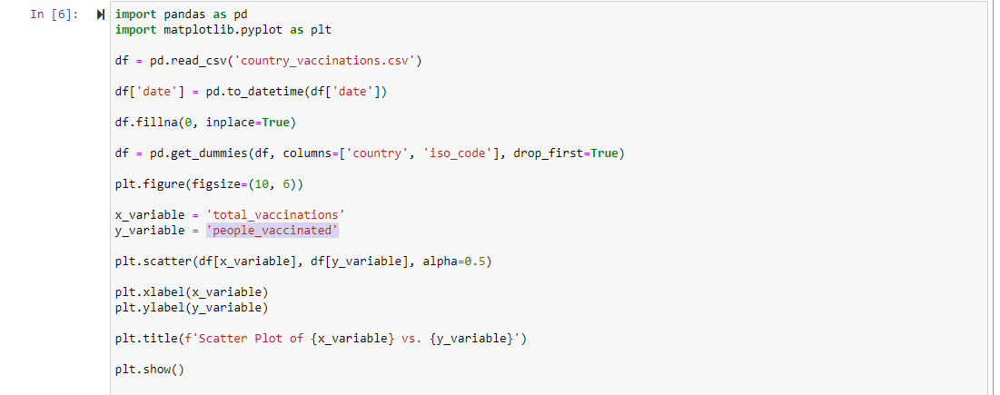 In [6]:
import pandas as pd
import matplotlib.pyplot as plt
df = pd.read_csv('country_vaccinations.csv')
df['date'] = pd.to_datetime(df['date'])
df.fillna(0, inplace=True)
df = pd.get_dummies(df, columns=['country', 'iso_code'], drop_first=True)
plt.figure(figsize=(10, 6))
x_variable = 'total_vaccinations'
y_variable = 'people_vaccinated'
plt.scatter(df[x_variable], df[y_variable], alpha=0.5)
plt.xlabel(x_variable)
plt.ylabel(y_variable)
plt.title(f'Scatter Plot of {x_variable} vs. {y_variable}')
plt.show()